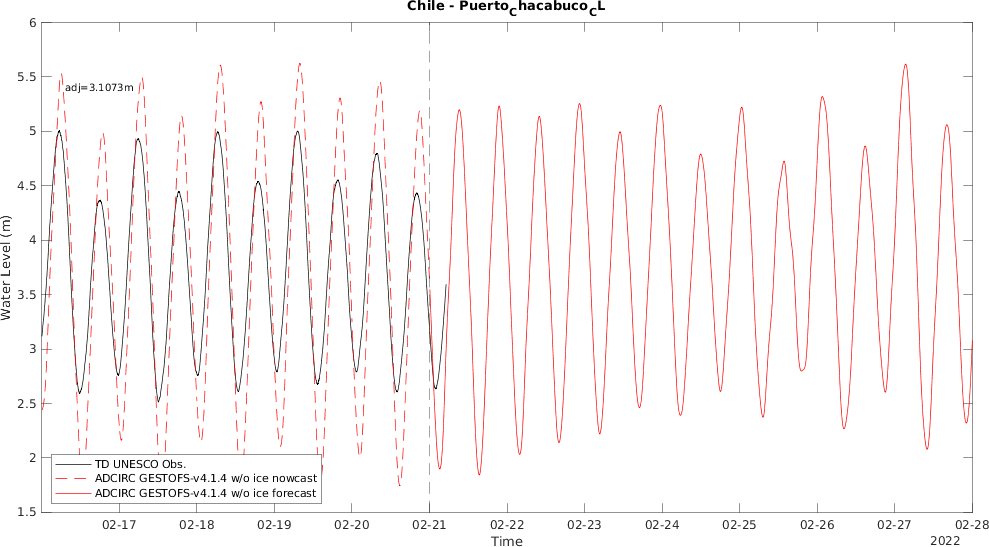 Chile - Puerto_Chacabuco_CL
6
5.5
adj=3.1073m
5
4.5
4
3.5
3
2.5
2
1.5
Water Level (m)
TD UNESCO Obs.
ADCIRC GESTOFS-v4.1.4 w/o ice nowcast
ADCIRC GESTOFS-v4.1.4 w/o ice forecast
02-17 02-18 02-19 02-20 02-21 02-22 02-23 02-24 02-25 02-26 02-27 02-28
Time
2022